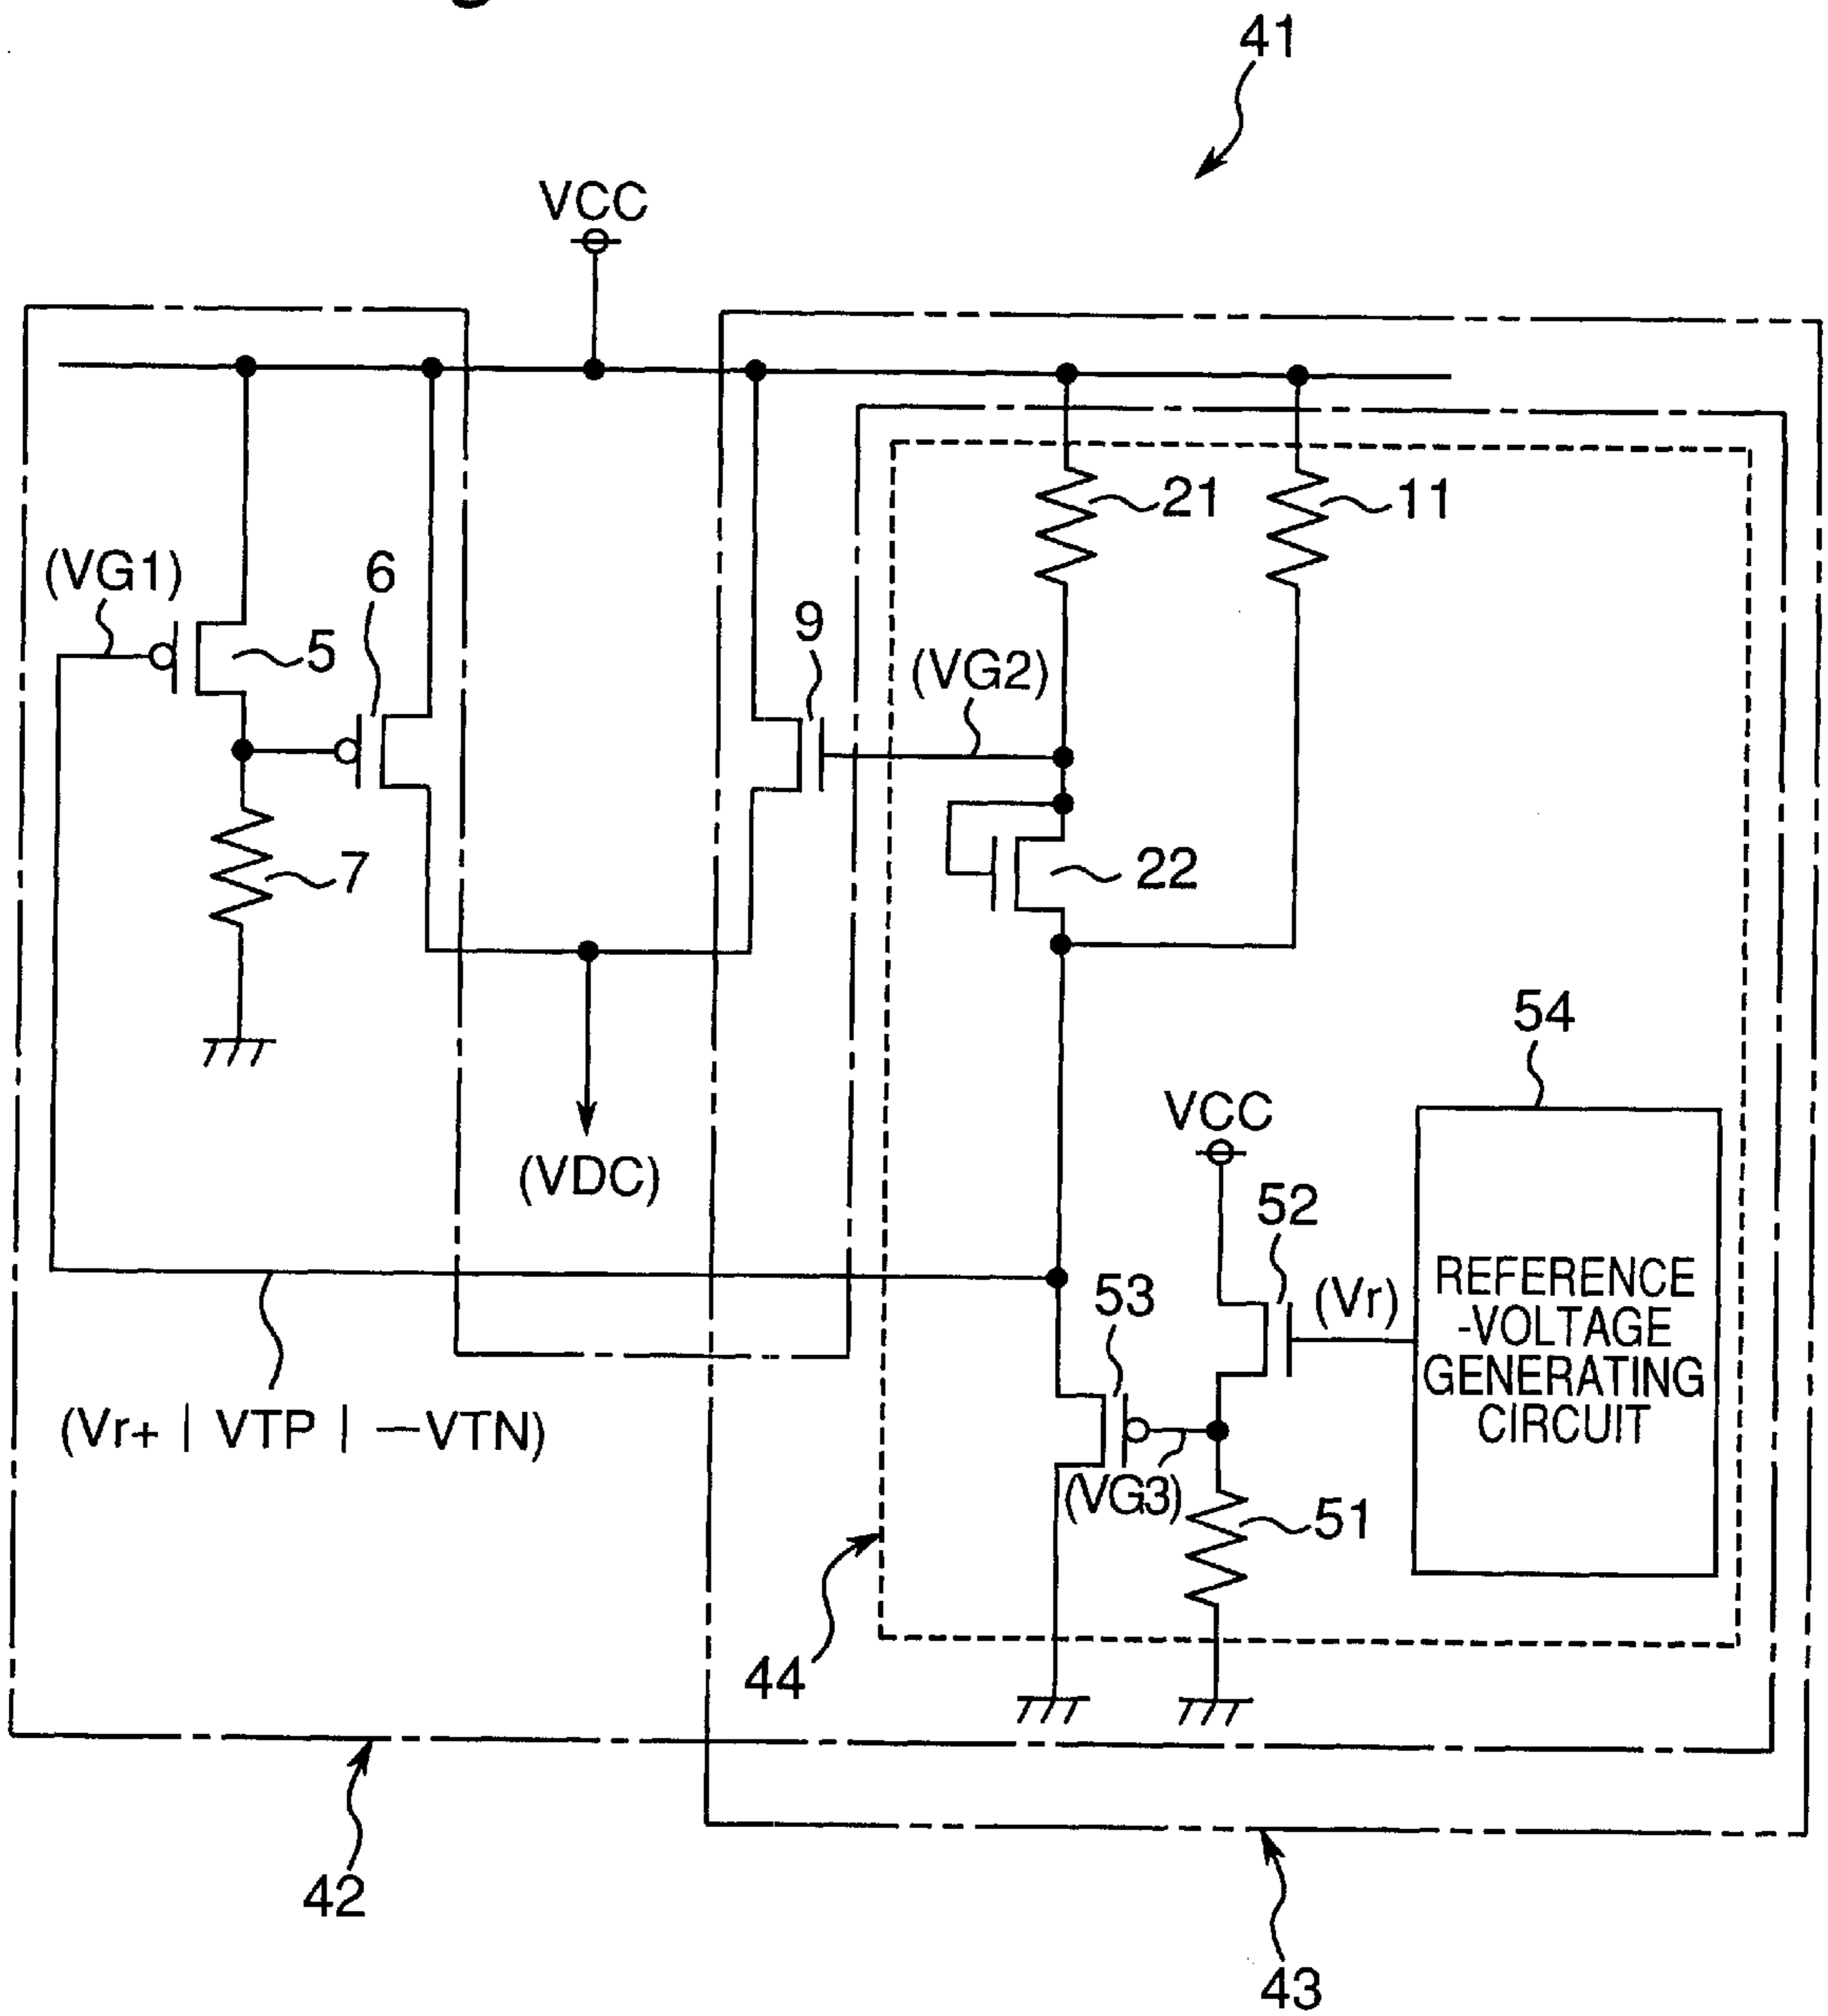 41
VCC
21
11
(VG1)
6
5
9
(VG2)
7
22
54
VCC
(VDC)
52
53
(Vr)
REFERENCE
-VOLTAGE
GENERATING
CIRCUIT
(Vr+ | VTP | —VTN)
(VG3)
51
44
42
43